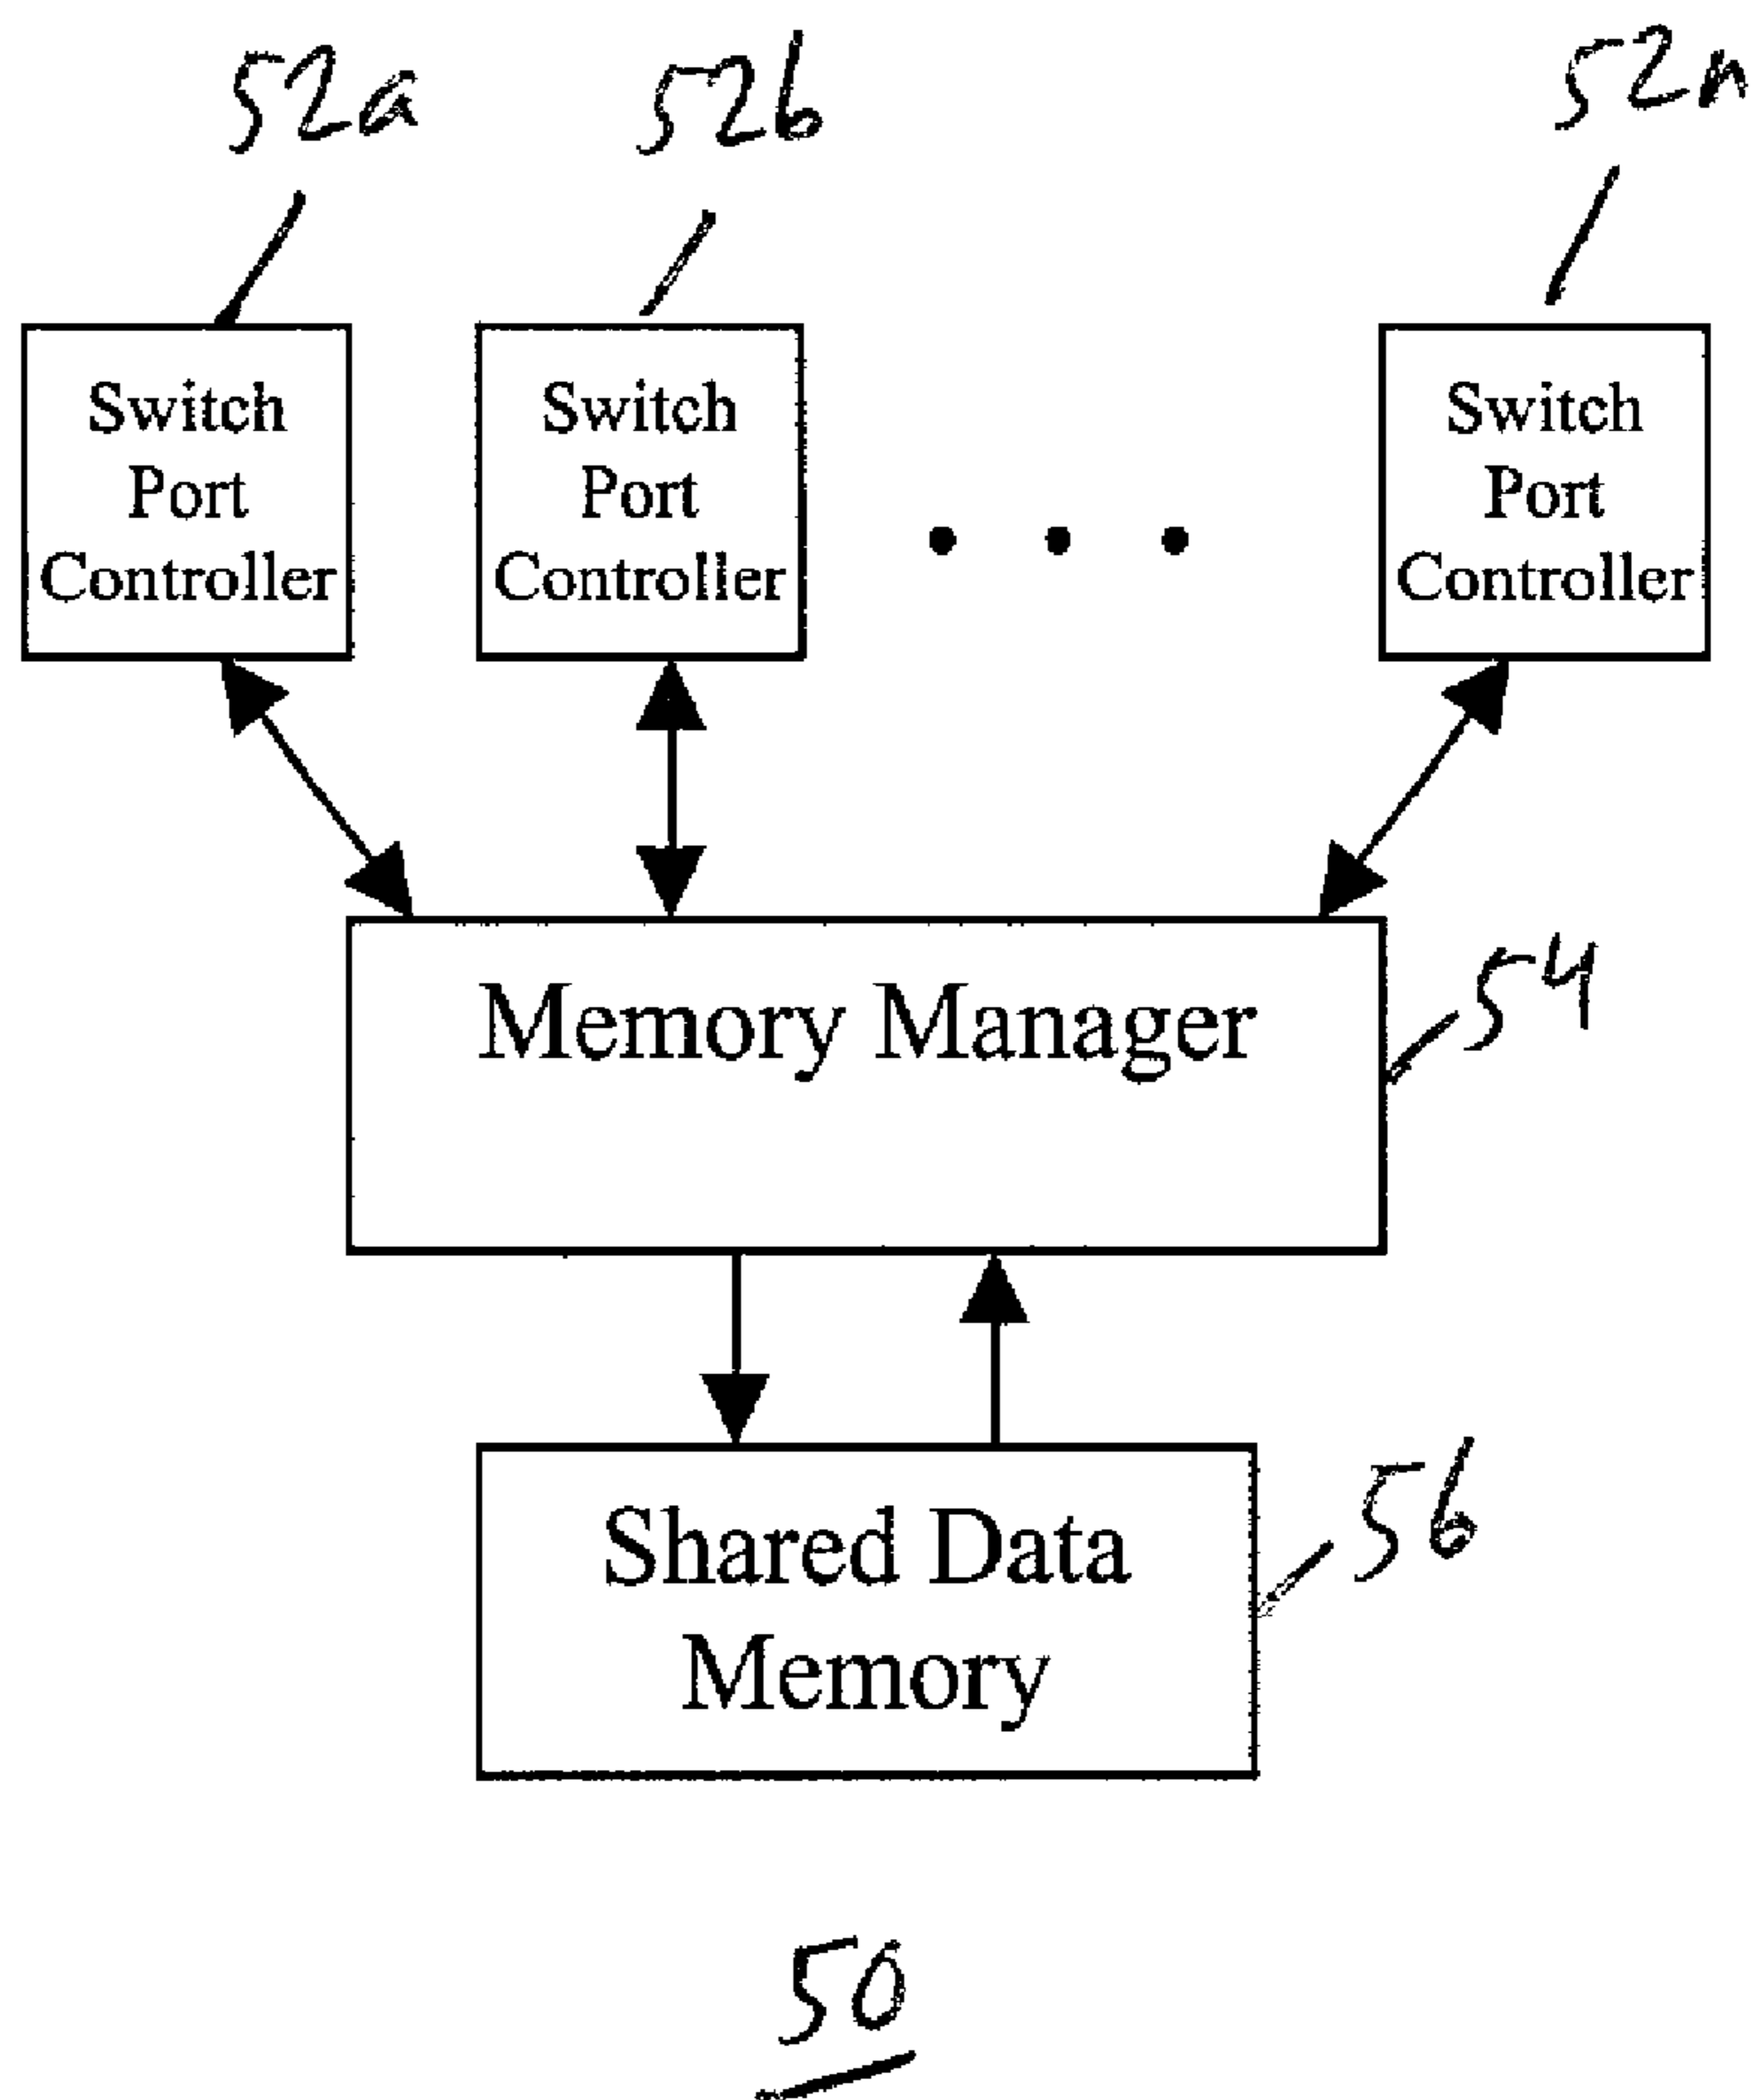 52a 52b 52n
Switch Switch Switch
Port Port Port
Controller Controller • • • Controller
Memory Manager
54
Shared Data
Memory
56
50